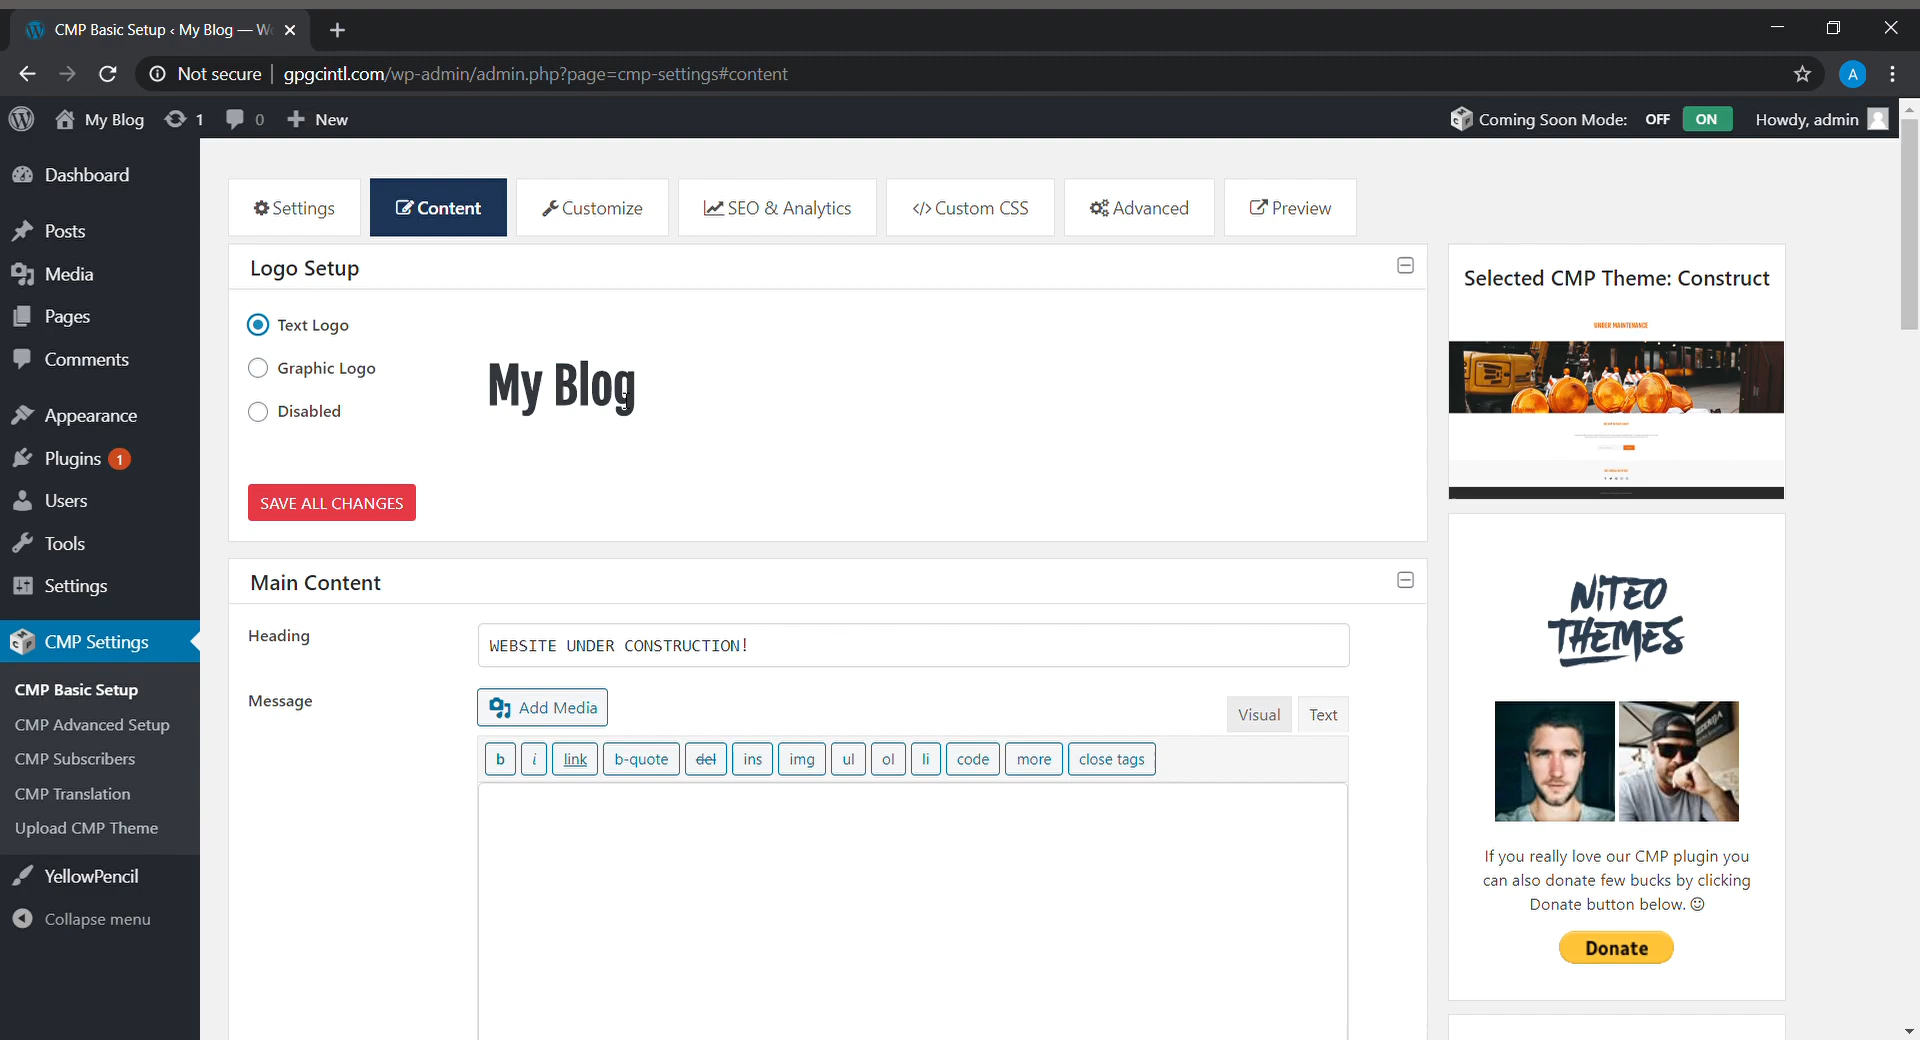 CMP Basic Setup ‹ My Blog — W
Not secure | gpgcintl.com/wp-admin/admin.php?page=cmp-settings#content
A
My Blog 1 0 New
Coming Soon Mode: OFF ON Howdy, admin
Dashboard
Posts
Media
Pages
Comments
Appearance
Plugins 1
Users
Tools
Settings
CMP Settings
CMP Basic Setup
CMP Advanced Setup
CMP Subscribers
CMP Translation
Upload CMP Theme
YellowPencil
Collapse menu
Settings Content Customize SEO & Analytics </> Custom CSS Advanced Preview
Logo Setup
Text Logo
Graphic Logo
Disabled
My Blog
SAVE ALL CHANGES
Main Content
Heading
WEBSITE UNDER CONSTRUCTION!
Message
Add Media
Visual Text
b i link b-quote del ins img ul ol li code more close tags
Selected CMP Theme: Construct
UNDER MAINTENANCE
NiTEO
THEMES
If you really love our CMP plugin you
can also donate few bucks by clicking
Donate button below. ☺
Donate